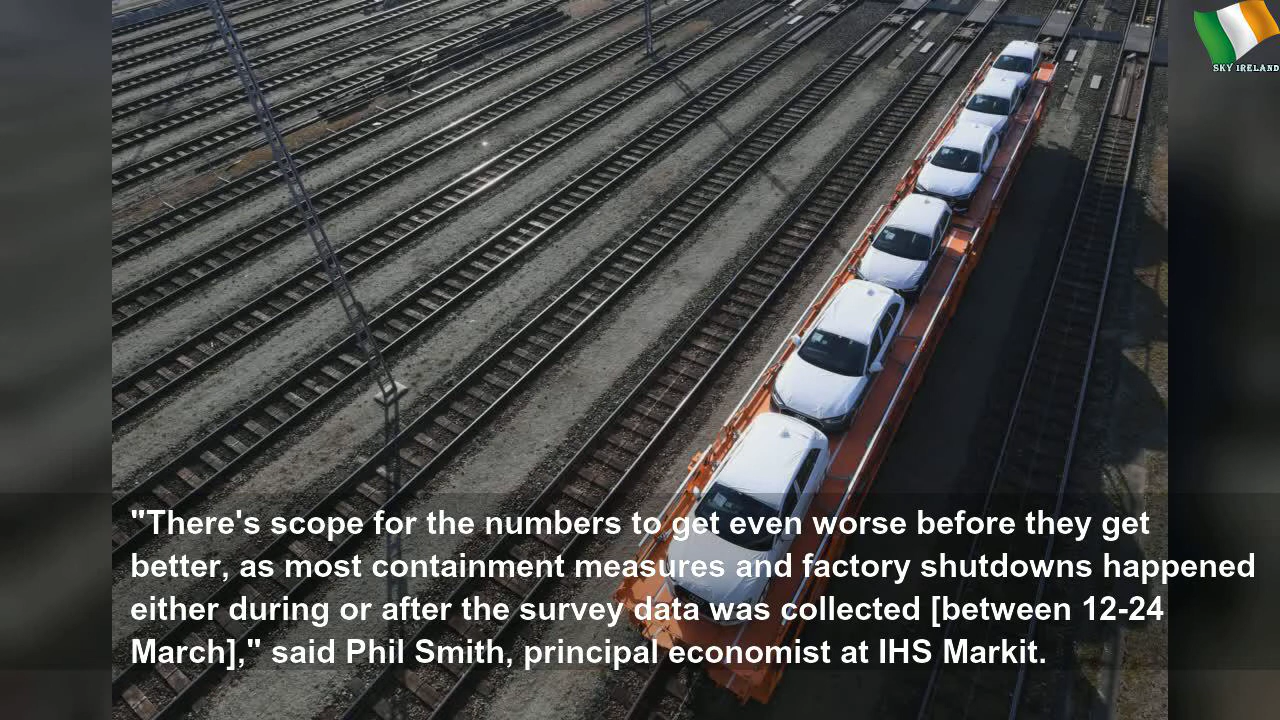 SKY IRELAND
"There's scope for the numbers to get even worse before they get
better, as most containment measures and factory shutdowns happened
either during or after the survey data was collected [between 12-24
March]," said Phil Smith, principal economist at IHS Markit.